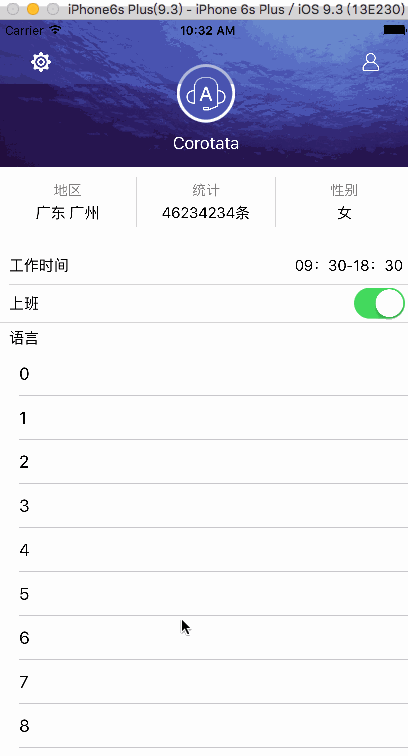 iPhone6s Plus(9.3) - iPhone 6s Plus / iOS 9.3 (13E230)
Carrier 10:32 AM
A
Corotata
地区 统计 性别
广东 广州 46234234条 女
工作时间 09：30-18：30
上班
语言
0
1
2
3
4
5
6
7
8